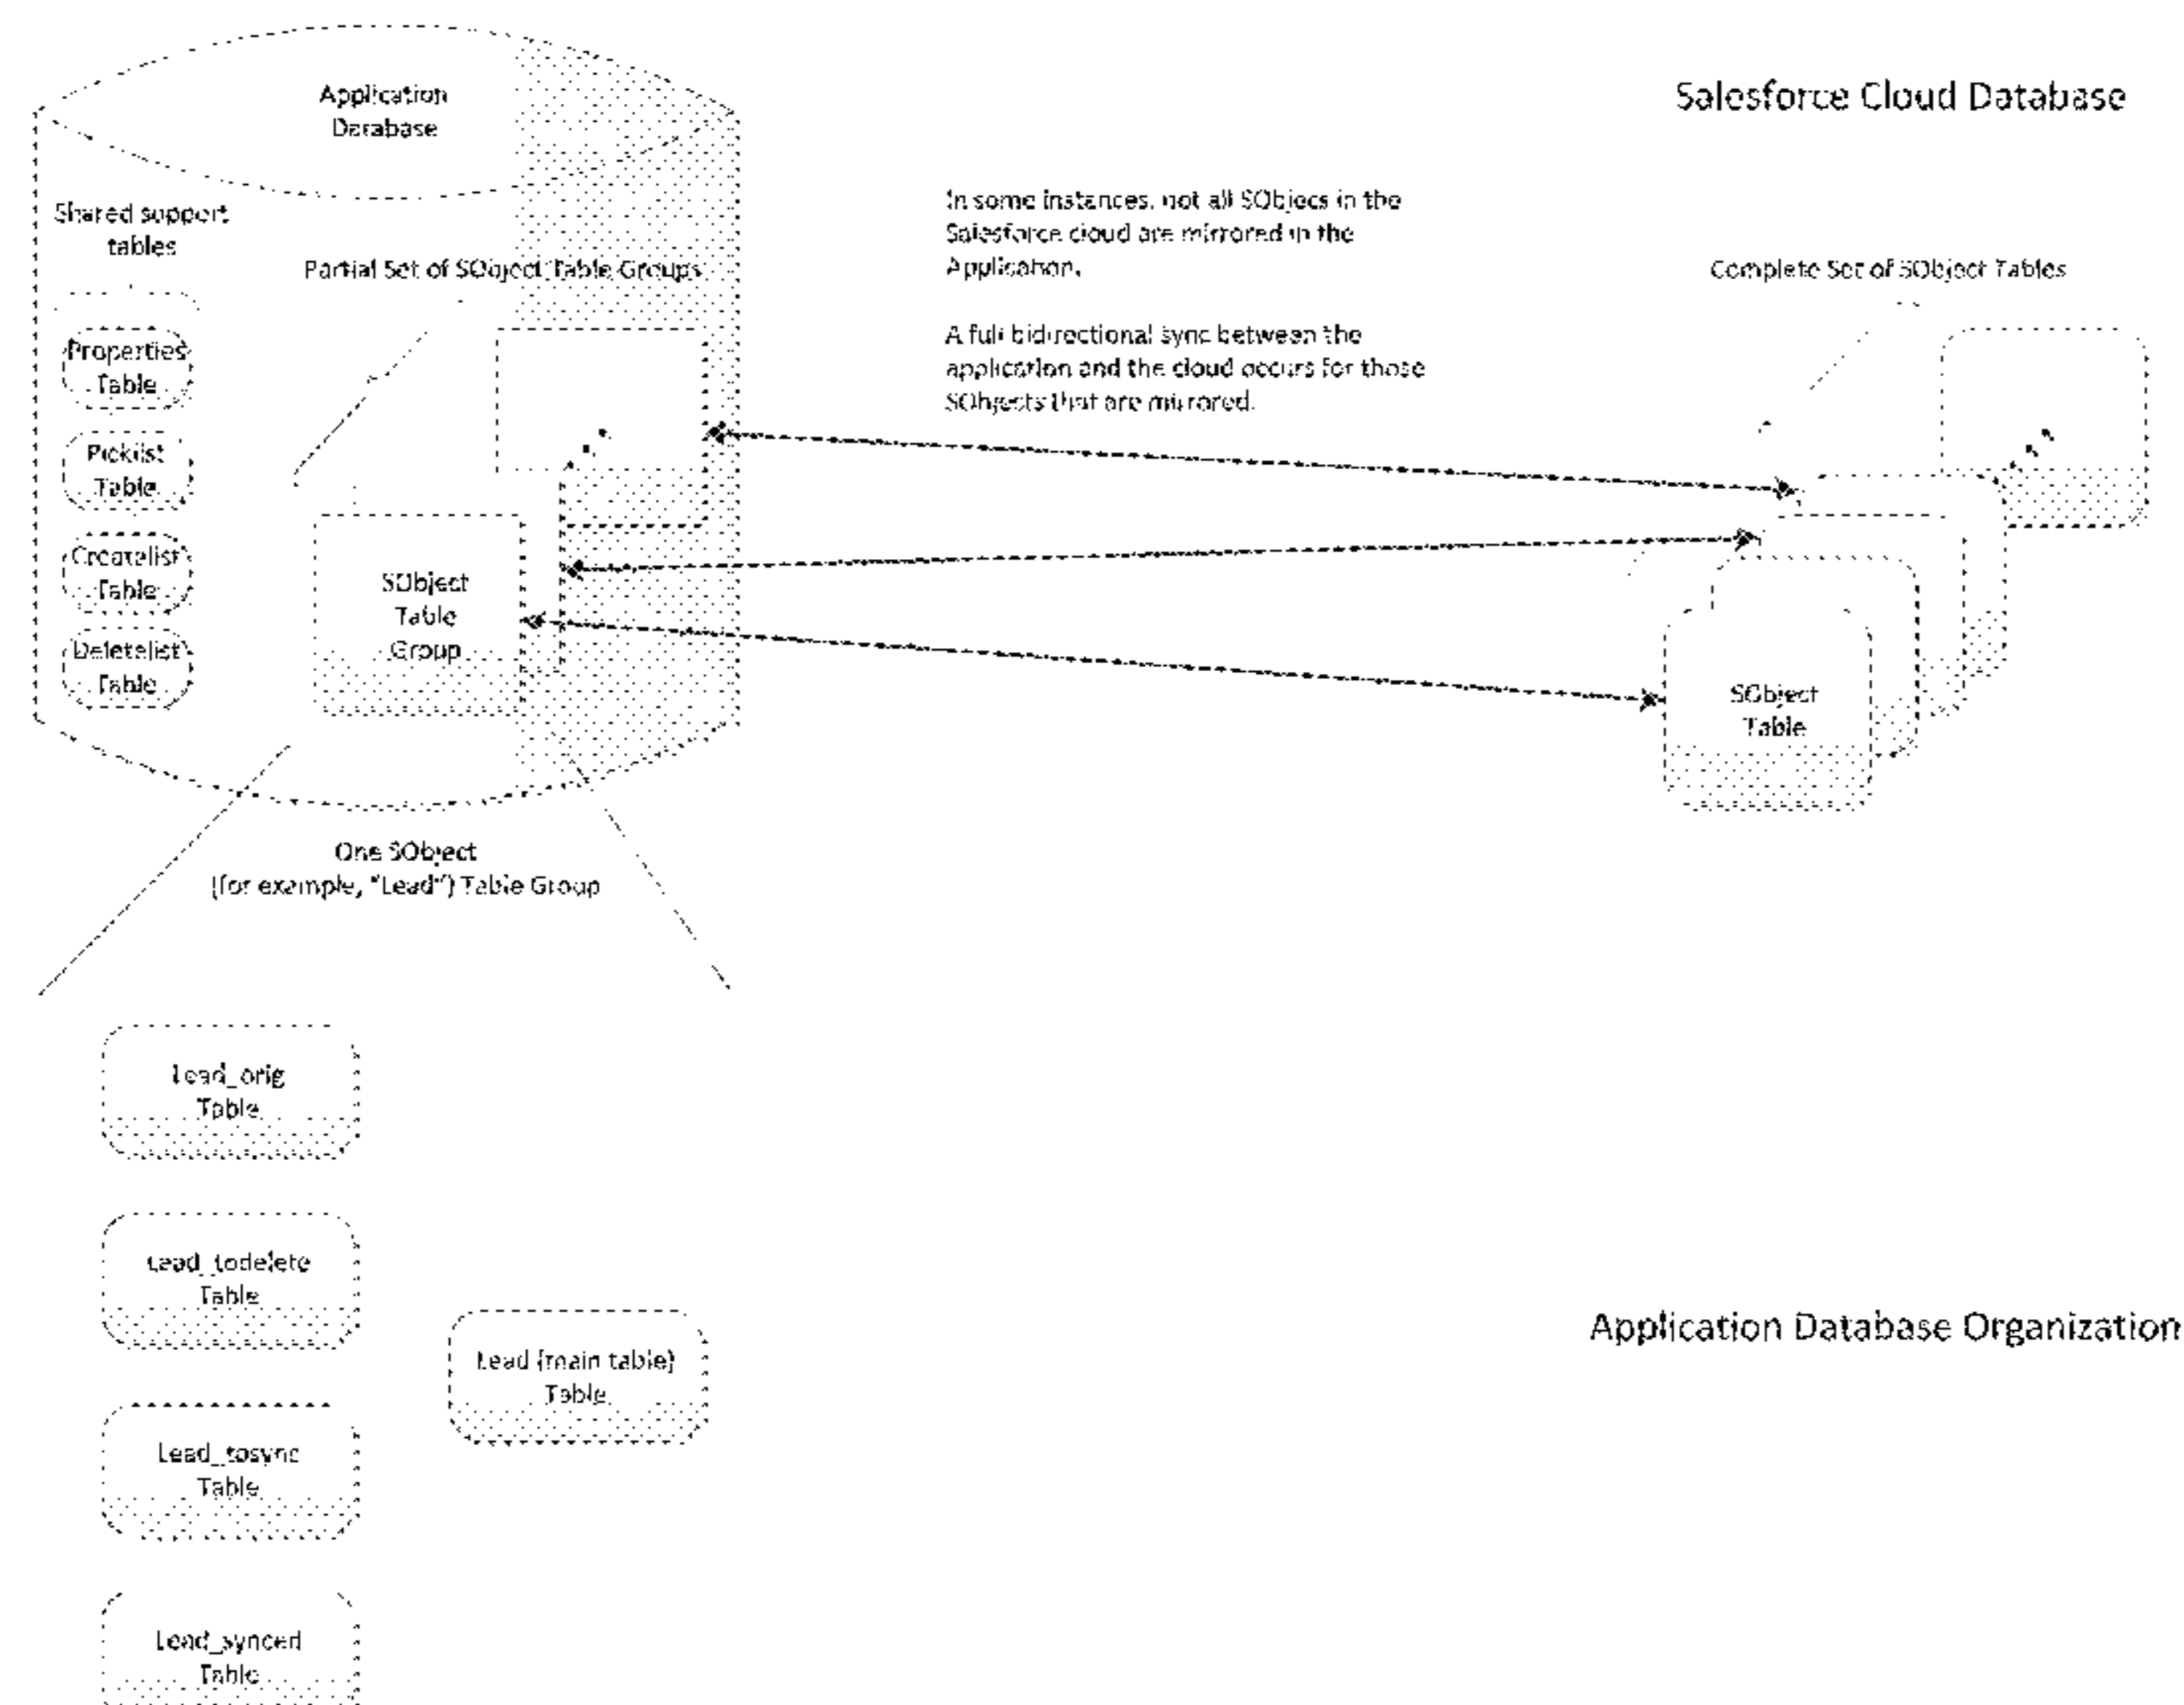 Application
Darabase
Salesforce Cloud Database
Shared support
tables
Partial Set of SObject Table Groups
In some instances, not all SObjecs in the
Salesforce cloud are mirrored in the
Application.
A full bidirectional sync between the
application and the cloud occurs for those
SObjects that are mirrored.
Complete Set of SObject Tables
Properties
Table
Picklist
Table
Createlist
Table
Deletelist
Table
SObject
Table
Group
SObject
Table
One SObject
(for example, "Lead") Table Group
Lead_orig
Table
Lead_todelete
Table
Lead (main table)
Table
Application Database Organization
Lead_tosync
Table
Lead_synced
Table